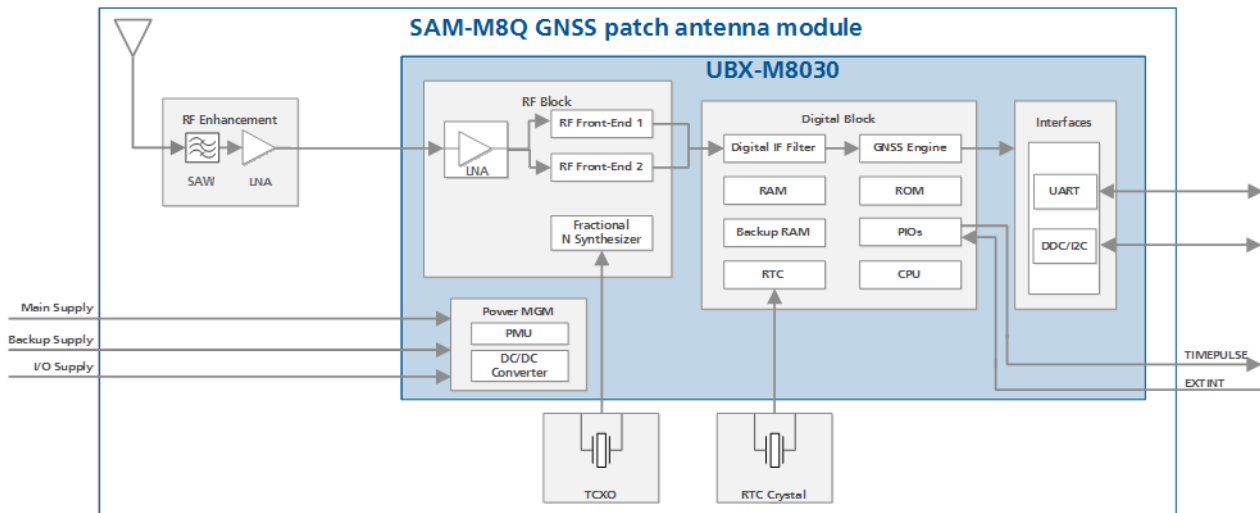 SAM-M8Q GNSS patch antenna module
UBX-M8030
RF Enhancement
SAW
LNA
RF Block
LNA
RF Front-End 1
RF Front-End 2
Fractional
N Synthesizer
Digital Block
Digital IF Filter
GNSS Engine
RAM
ROM
Backup RAM
PIOs
RTC
CPU
Interfaces
UART
DDC/I2C
Main Supply
Backup Supply
I/O Supply
Power MGM
PMU
DC/DC
Converter
TIMEPULSE
EXTINT
TCXO
RTC Crystal